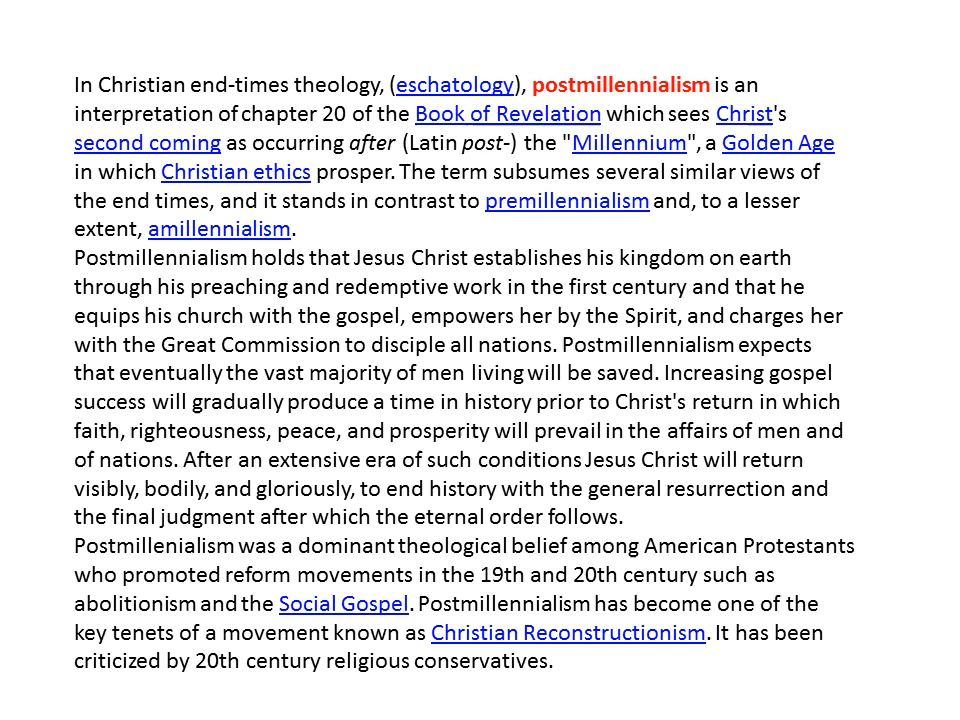 In Christian end-times theology, (eschatology), postmillennialism is an
interpretation of chapter 20 of the Book of Revelation which sees Christ's
second coming as occurring after (Latin post-) the "Millennium", a Golden Age
in which Christian ethics prosper. The term subsumes several similar views of
the end times, and it stands in contrast to premillennialism and, to a lesser
extent, amillennialism.
Postmillennialism holds that Jesus Christ establishes his kingdom on earth
through his preaching and redemptive work in the first century and that he
equips his church with the gospel, empowers her by the Spirit, and charges her
with the Great Commission to disciple all nations. Postmillennialism expects
that eventually the vast majority of men living will be saved. Increasing gospel
success will gradually produce a time in history prior to Christ's return in which
faith, righteousness, peace, and prosperity will prevail in the affairs of men and
of nations. After an extensive era of such conditions Jesus Christ will return
visibly, bodily, and gloriously, to end history with the general resurrection and
the final judgment after which the eternal order follows.
Postmillenialism was a dominant theological belief among American Protestants
who promoted reform movements in the 19th and 20th century such as
abolitionism and the Social Gospel. Postmillennialism has become one of the
key tenets of a movement known as Christian Reconstructionism. It has been
criticized by 20th century religious conservatives.